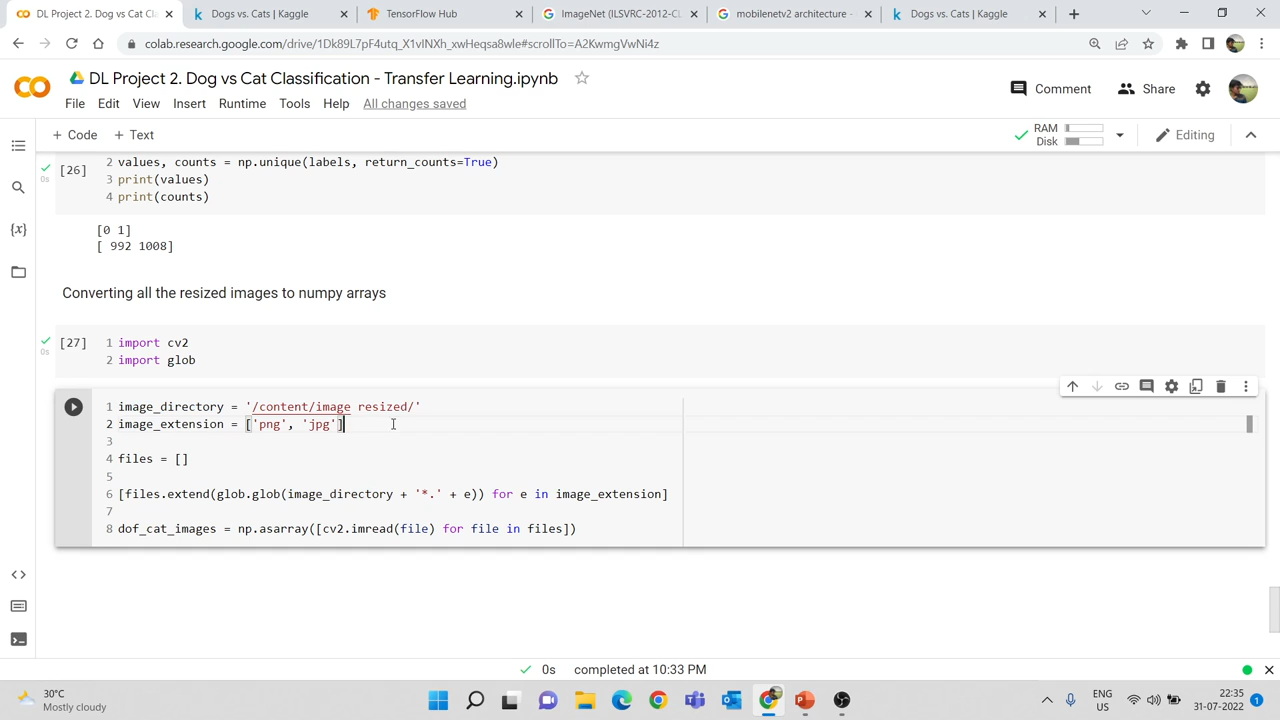 DL Project 2. Dog vs Cat Cl
Dogs vs. Cats | Kaggle
TensorFlow Hub
ImageNet (ILSVRC-2012-CL
mobilenetv2 architecture -
Dogs vs. Cats | Kaggle
colab.research.google.com/drive/1Dk89L7pF4utq_X1vINXh_xwHeqsa8wle#scrollTo=A2KwmgVwNi4z
DL Project 2. Dog vs Cat Classification - Transfer Learning.ipynb
File Edit View Insert Runtime Tools Help All changes saved
Comment Share
+ Code + Text
RAM
Disk
Editing
[26]
0s
2 values, counts = np.unique(labels, return_counts=True)
3 print(values)
4 print(counts)
[0 1]
[ 992 1008]
Converting all the resized images to numpy arrays
[27]
0s
1 import cv2
2 import glob
1 image_directory = '/content/image resized/'
2 image_extension = ['png', 'jpg']
3
4 files = []
5
6 [files.extend(glob.glob(image_directory + '*.' + e)) for e in image_extension]
7
8 dof_cat_images = np.asarray([cv2.imread(file) for file in files])
0s completed at 10:33 PM
30°C
Mostly cloudy
ENG
US
22:35
31-07-2022
1